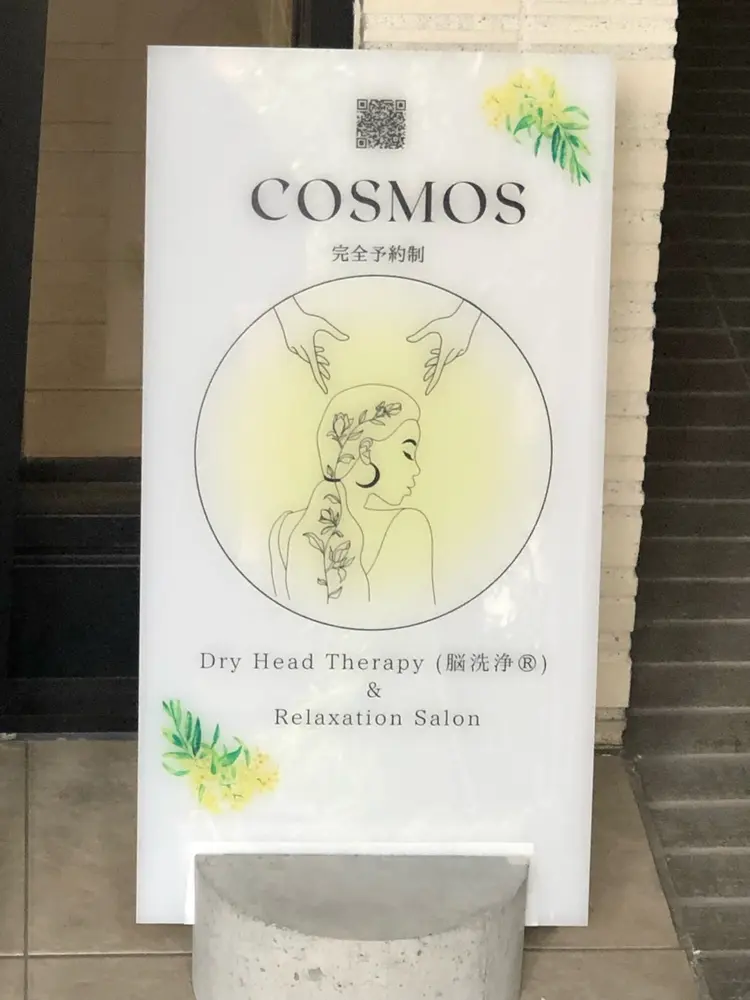 COSMOS
完全予約制
Dry Head Therapy (脳洗浄®)
&
Relaxation Salon